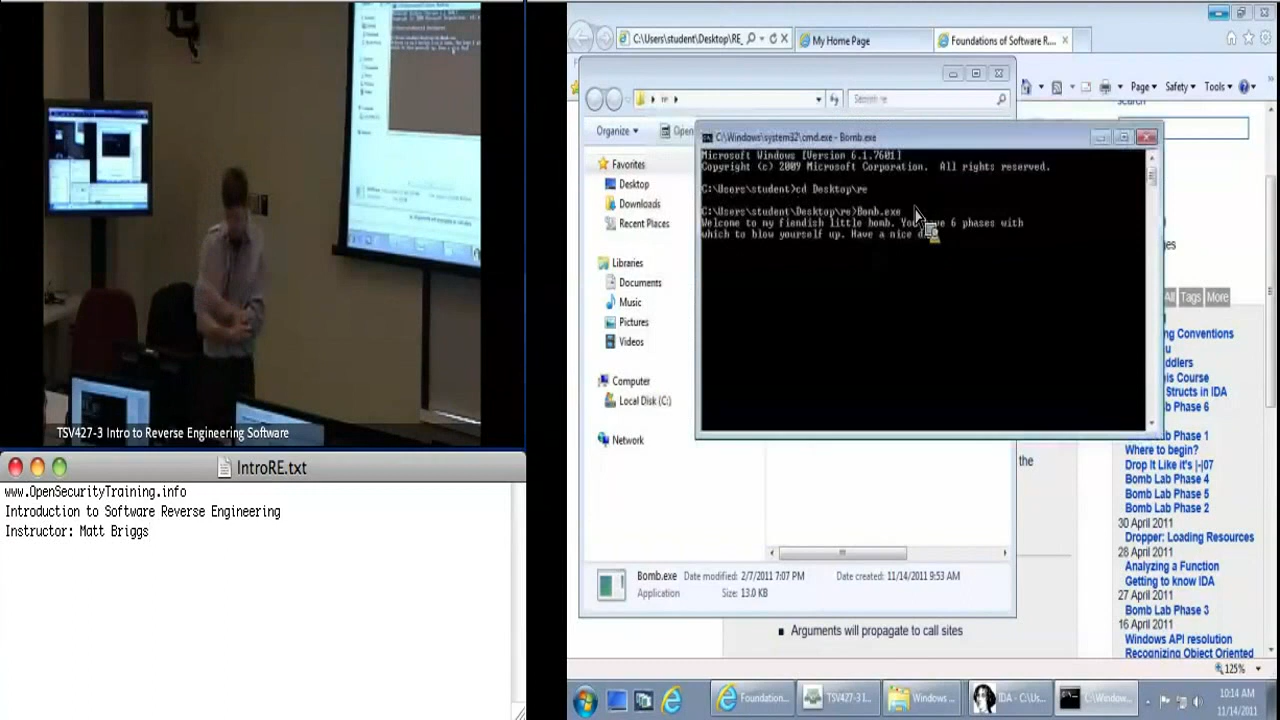 TSV427-3 Intro to Reverse Engineering Software
IntroRE.txt
www.OpenSecurityTraining.info
Introduction to Software Reverse Engineering
Instructor: Matt Briggs
C:\Users\student\Desktop\RE_
My Home Page
Foundations of Software R...
Page
Safety
Tools
search
Search re
Organize
Open
Favorites
Desktop
Downloads
Recent Places
Libraries
Documents
Music
Pictures
Videos
Computer
Local Disk (C:)
Network
C:\Windows\system32\cmd.exe - Bomb.exe
Microsoft Windows [Version 6.1.7601]
Copyright (c) 2009 Microsoft Corporation. All rights reserved.
C:\Users\student>cd Desktop\re
C:\Users\student\Desktop\re>Bomb.exe
Welcome to my fiendish little bomb. You have 6 phases with
which to blow yourself up. Have a nice
All Tags More
ing Conventions
ddlers
his Course
Structs in IDA
b Lab Phase 6
b Lab Phase 1
Where to begin?
Drop It Like it's |-|07
Bomb Lab Phase 4
Bomb Lab Phase 5
Bomb Lab Phase 2
30 April 2011
Dropper: Loading Resources
28 April 2011
Analyzing a Function
Getting to know IDA
27 April 2011
Bomb Lab Phase 3
16 April 2011
Windows API resolution
Recognizing Object Oriented
the
Bomb.exe Date modified: 2/7/2011 7:07 PM Date created: 11/14/2011 9:53 AM
Application Size: 13.0 KB
Arguments will propagate to call sites
125%
Foundation...
TSV427-3 I...
Windows ...
IDA - C:\Us...
C:\Window...
10:14 AM
11/14/2011